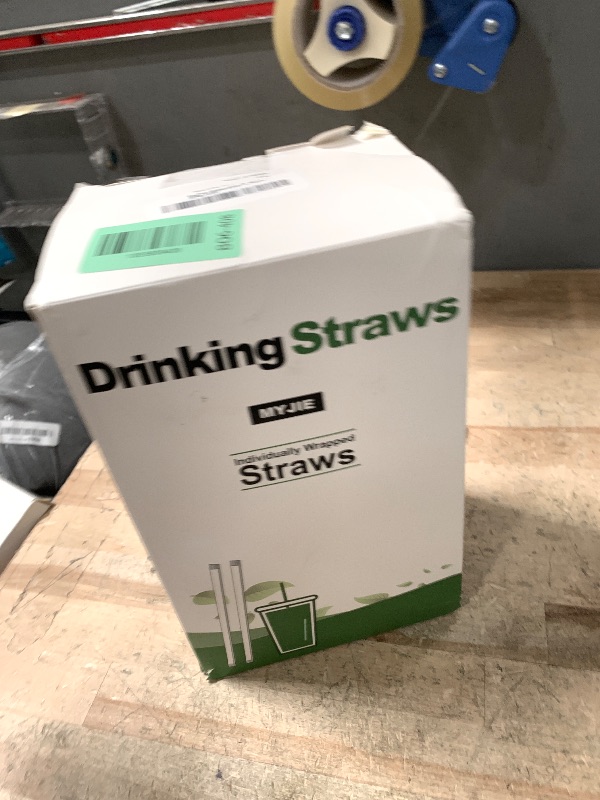 Drinking Straws
MYJIE
Individually Wrapped
Straws